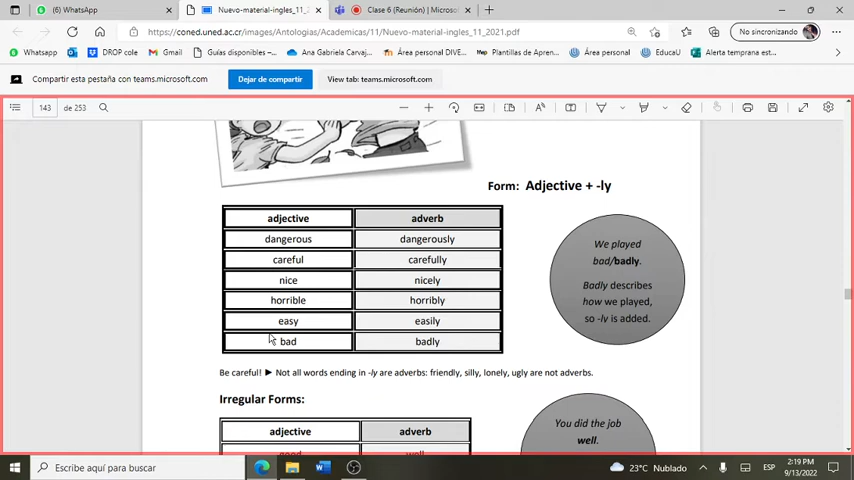 (6) WhatsApp
Nuevo-material-ingles_11_2
Clase 6 (Reunión) | Microsof
https://coned.uned.ac.cr/images/Antologias/Academicas/11/Nuevo-material-ingles_11_2021.pdf
No sincronizando
Whatsapp
DROP cole
Gmail
Guías disponibles –...
Ana Gabriela Carvaj...
Área personal DIVE...
Plantillas de Apren...
Área personal
EducaU
Alerta temprana est...
Compartir esta pestaña con teams.microsoft.com
Dejar de compartir
View tab: teams.microsoft.com
143
de 253
Form: Adjective + -ly
adjective adverb
dangerous dangerously
careful carefully
nice nicely
horrible horribly
easy easily
bad badly
We played
bad/badly.
Badly describes
how we played,
so -ly is added.
Be careful! ► Not all words ending in -ly are adverbs: friendly, silly, lonely, ugly are not adverbs.
Irregular Forms:
adjective adverb
good well
You did the job
well.
Escribe aquí para buscar
23°C Nublado
ESP
2:19 PM
9/13/2022